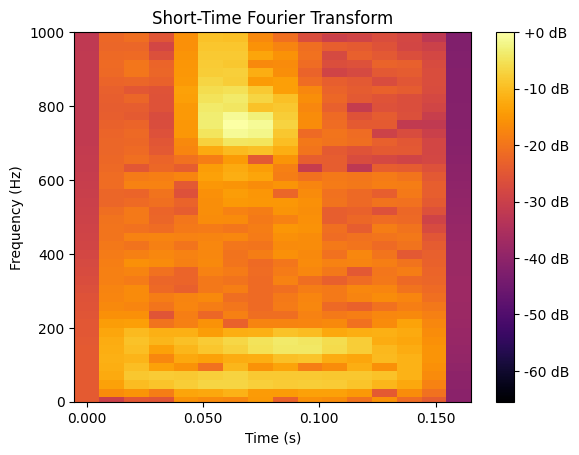 Short-Time Fourier Transform
1000
800
600
400
200
0
Frequency (Hz)
0.000
0.050
0.100
0.150
Time (s)
+0 dB
-10 dB
-20 dB
-30 dB
-40 dB
-50 dB
-60 dB